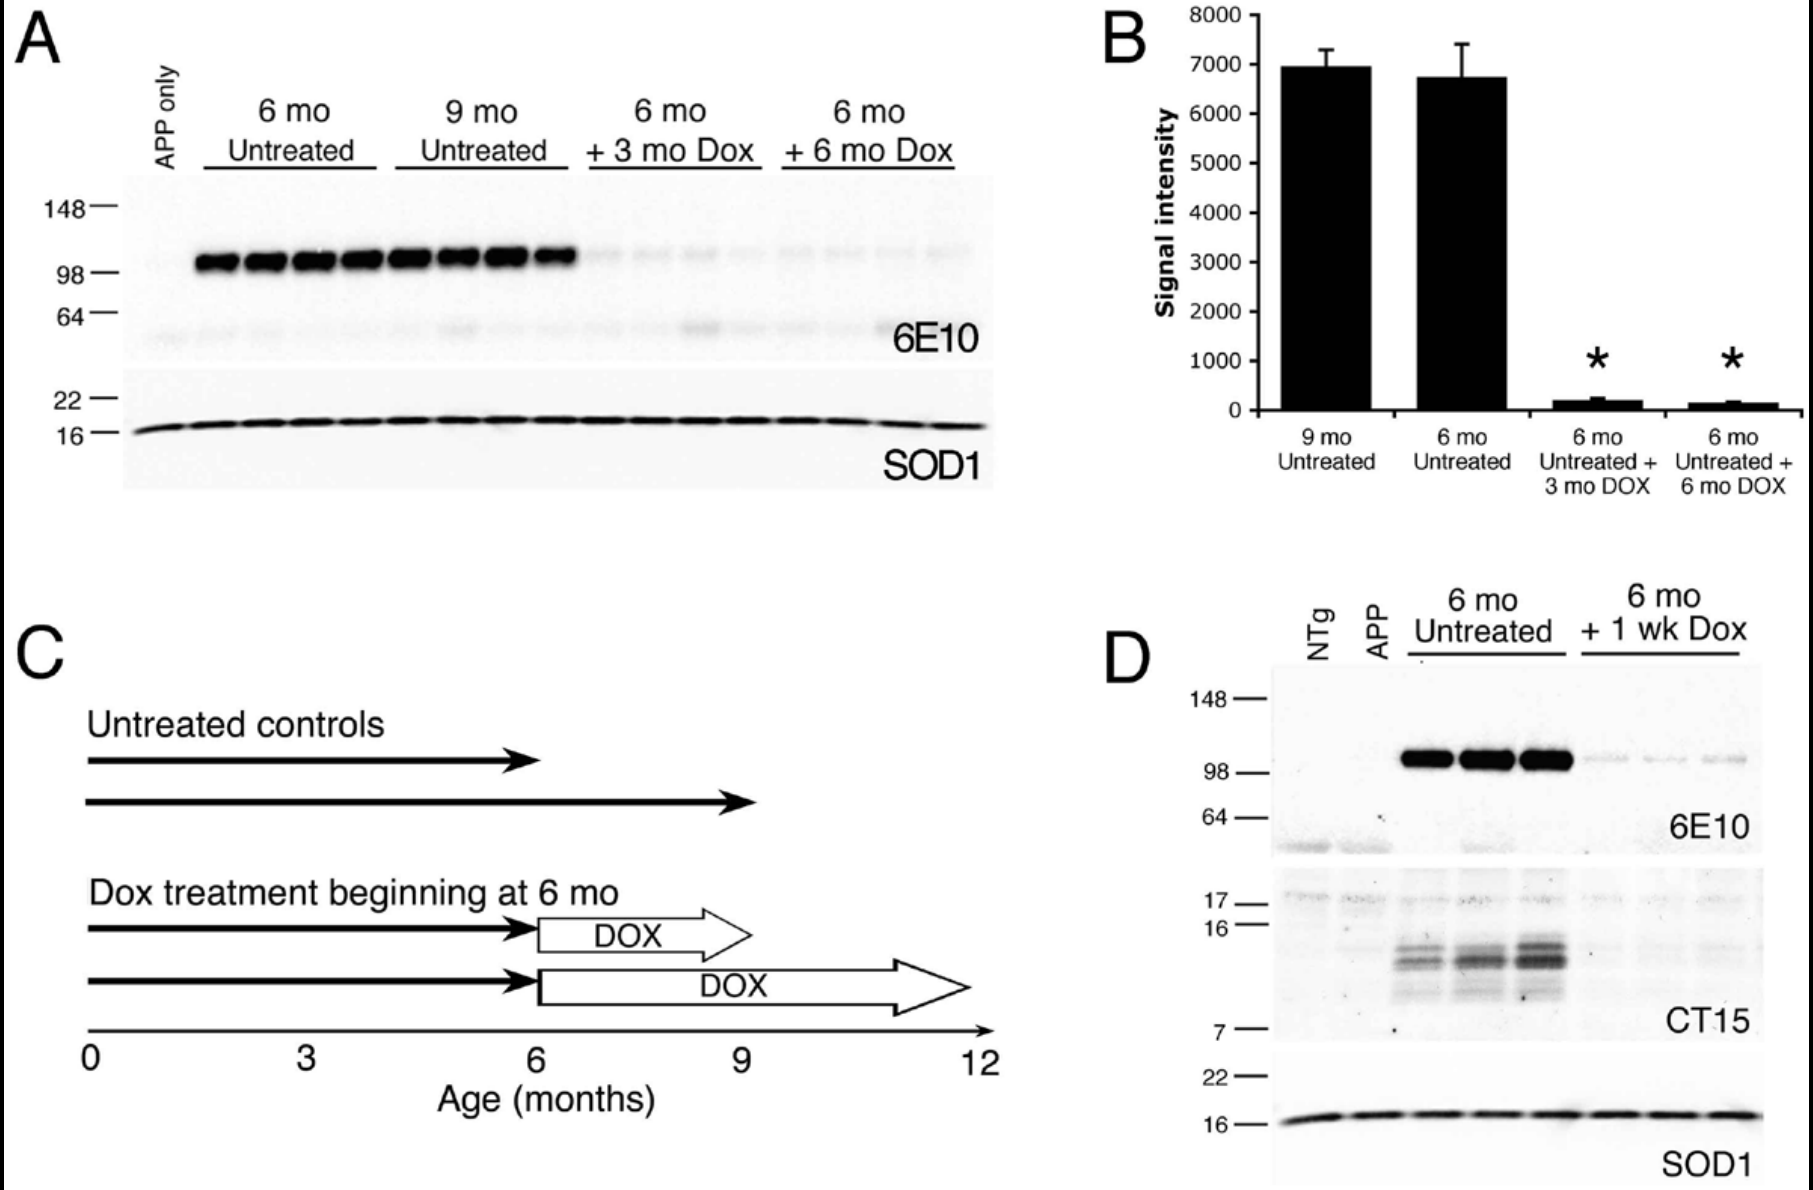 A
APP only
6 mo
Untreated
9 mo
Untreated
6 mo
+ 3 mo Dox
6 mo
+ 6 mo Dox
148
98
64
6E10
22
16
SOD1
B
Signal intensity
8000
7000
6000
5000
4000
3000
2000
1000
0
*
*
9 mo
Untreated
6 mo
Untreated
6 mo
Untreated +
3 mo DOX
6 mo
Untreated +
6 mo DOX
C
Untreated controls
Dox treatment beginning at 6 mo
DOX
DOX
0 3 6 9 12
Age (months)
D
NTg
APP
6 mo
Untreated
6 mo
+ 1 wk Dox
148
98
64
6E10
17
16
7
CT15
22
16
SOD1